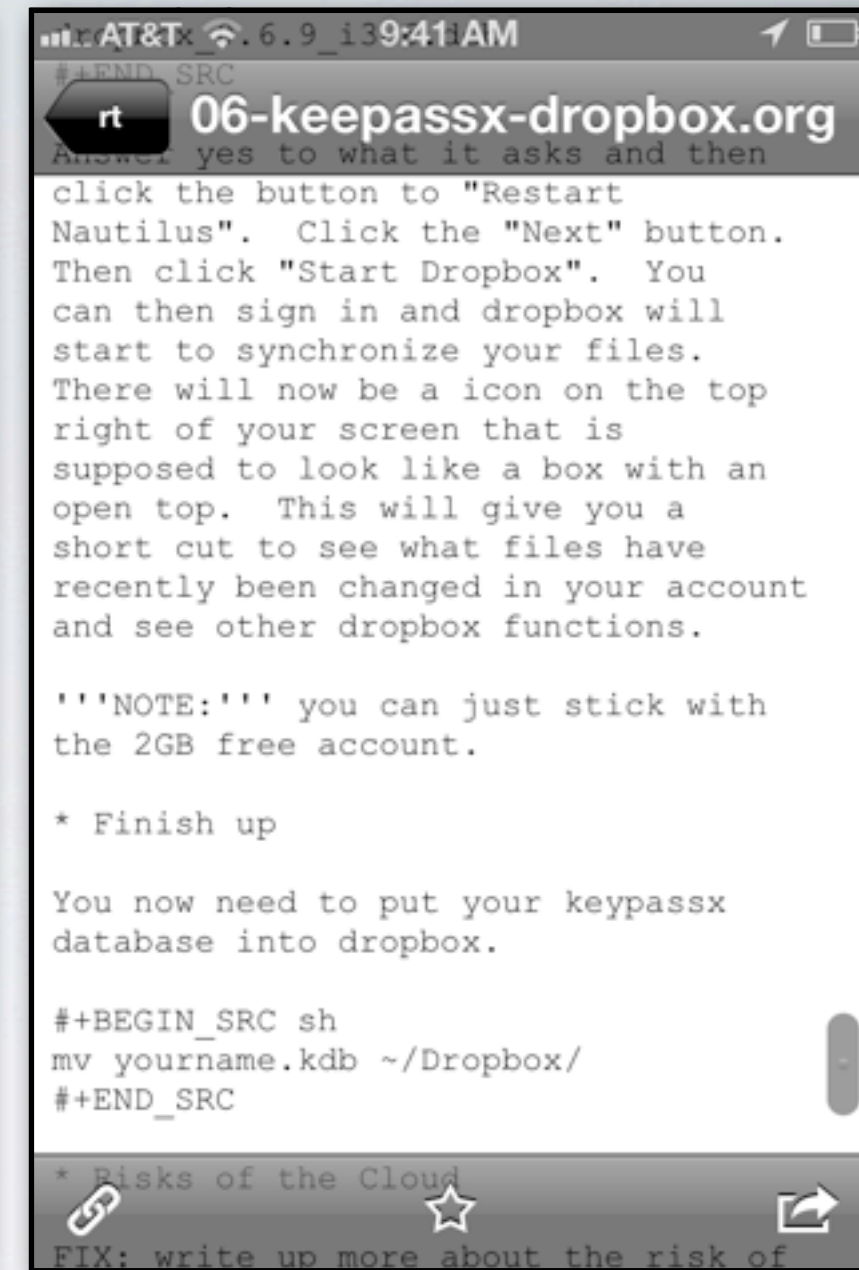 AT&T 9:41 AM
#+END_SRC
rt 06-keepassx-dropbox.org
Answer yes to what it asks and then
click the button to "Restart
Nautilus".  Click the "Next" button.
Then click "Start Dropbox".  You
can then sign in and dropbox will
start to synchronize your files.
There will now be a icon on the top
right of your screen that is
supposed to look like a box with an
open top.  This will give you a
short cut to see what files have
recently been changed in your account
and see other dropbox functions.
'''NOTE:''' you can just stick with
the 2GB free account.
* Finish up
You now need to put your keypassx
database into dropbox.
#+BEGIN_SRC sh
mv yourname.kdb ~/Dropbox/
#+END_SRC
* Risks of the Cloud
FIX: write up more about the risk of